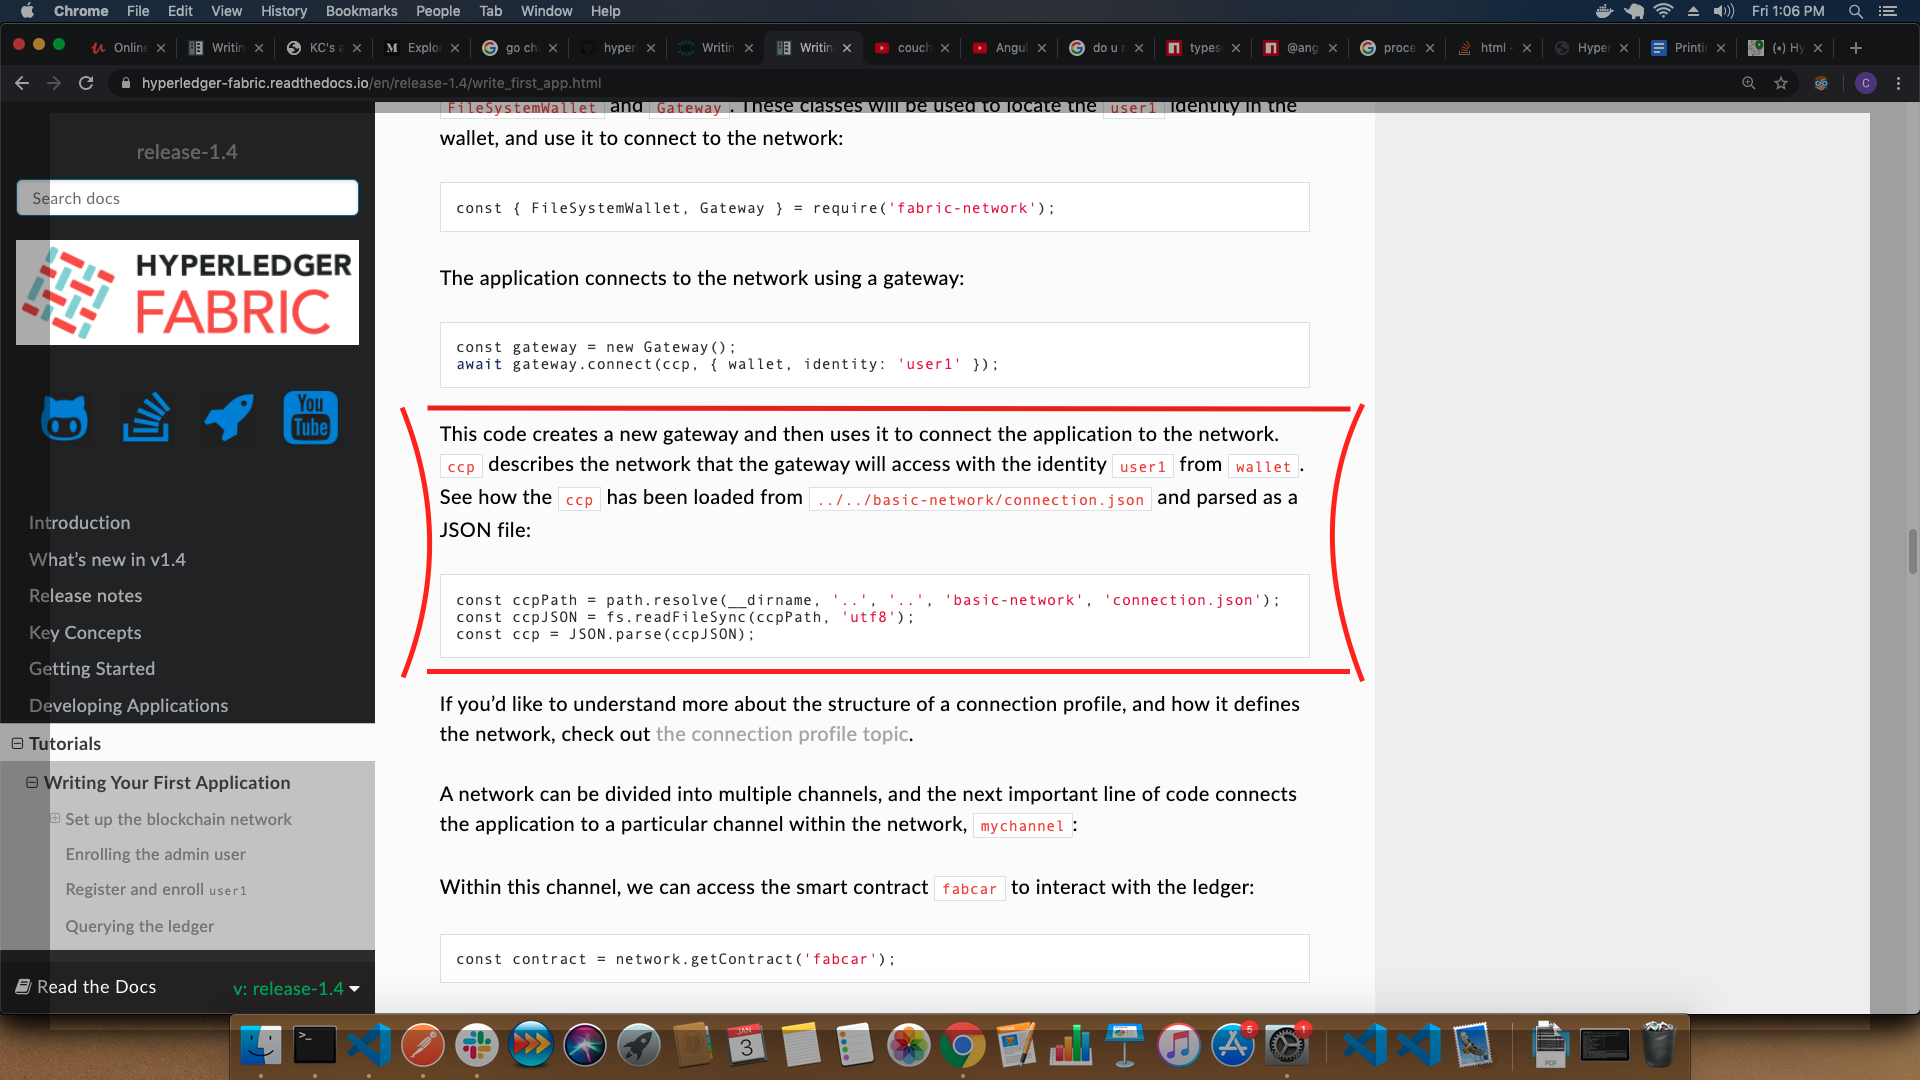 Chrome File Edit View History Bookmarks People Tab Window Help Fri 1:06 PM
Online Writin KC's a Explor go ch hyper Writin Writin couch Angul do u r types @ang proce html - Hyper Printi (•) Hy
hyperledger-fabric.readthedocs.io/en/release-1.4/write_first_app.html C
release-1.4
Search docs
HYPERLEDGER
FABRIC
You
Tube
Introduction
What's new in v1.4
Release notes
Key Concepts
Getting Started
Developing Applications
Tutorials
Writing Your First Application
Set up the blockchain network
Enrolling the admin user
Register and enroll user1
Querying the ledger
Read the Docs v: release-1.4
FileSystemWallet and Gateway . These classes will be used to locate the user1 identity in the
wallet, and use it to connect to the network:
const { FileSystemWallet, Gateway } = require('fabric-network');
The application connects to the network using a gateway:
const gateway = new Gateway();
await gateway.connect(ccp, { wallet, identity: 'user1' });
This code creates a new gateway and then uses it to connect the application to the network.
ccp describes the network that the gateway will access with the identity user1 from wallet .
See how the ccp has been loaded from ../../basic-network/connection.json and parsed as a
JSON file:
const ccpPath = path.resolve(__dirname, '..', '..', 'basic-network', 'connection.json');
const ccpJSON = fs.readFileSync(ccpPath, 'utf8');
const ccp = JSON.parse(ccpJSON);
If you'd like to understand more about the structure of a connection profile, and how it defines
the network, check out the connection profile topic.
A network can be divided into multiple channels, and the next important line of code connects
the application to a particular channel within the network, mychannel :
Within this channel, we can access the smart contract fabcar to interact with the ledger:
const contract = network.getContract('fabcar');
JAN
3
5
1
PDF